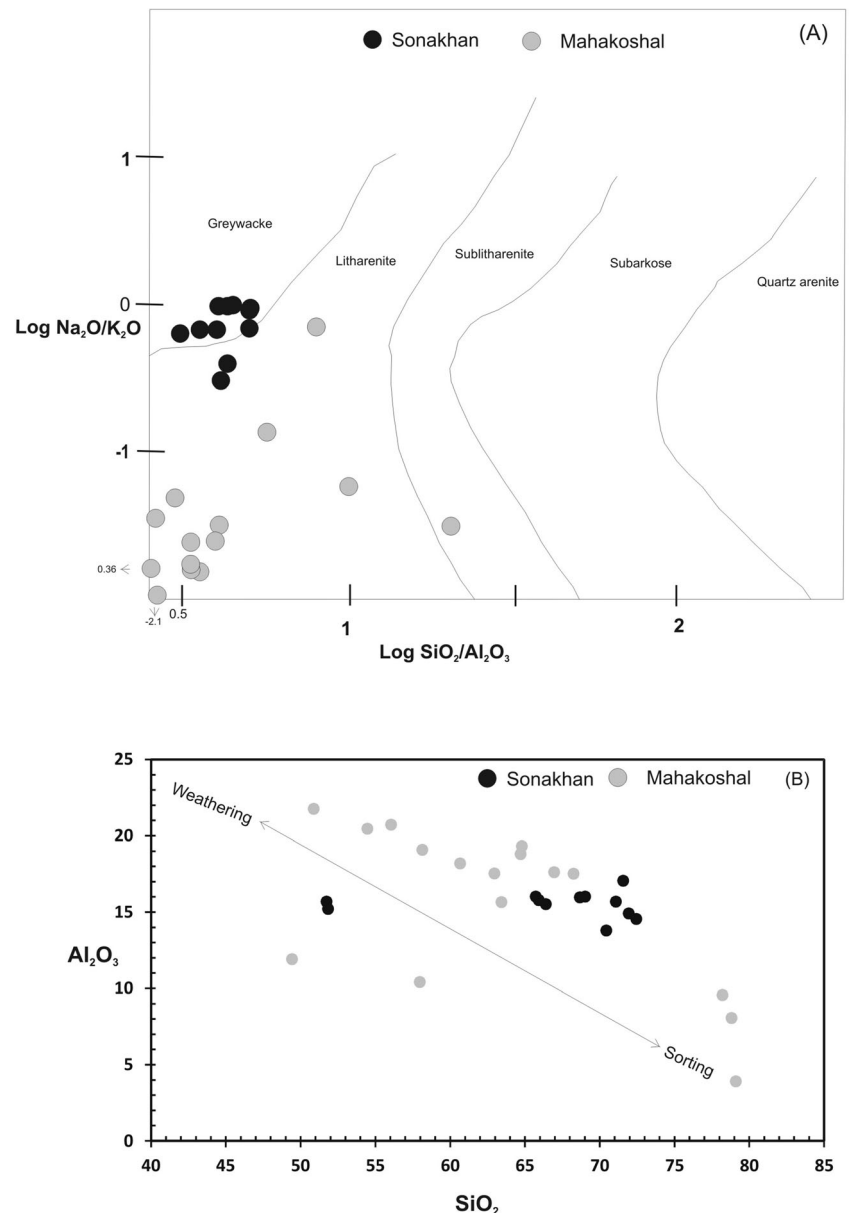 (A)
Sonakhan Mahakoshal
1
Greywacke
Litharenite
Sublitharenite
Subarkose
Quartz arenite
0
Log Na₂O/K₂O
-1
0.36
-2.1
0.5
1
2
Log SiO₂/Al₂O₃
25
Sonakhan Mahakoshal (B)
Weathering
20
15
Al₂O₃
10
5
Sorting
0
40 45 50 55 60 65 70 75 80 85
SiO₂